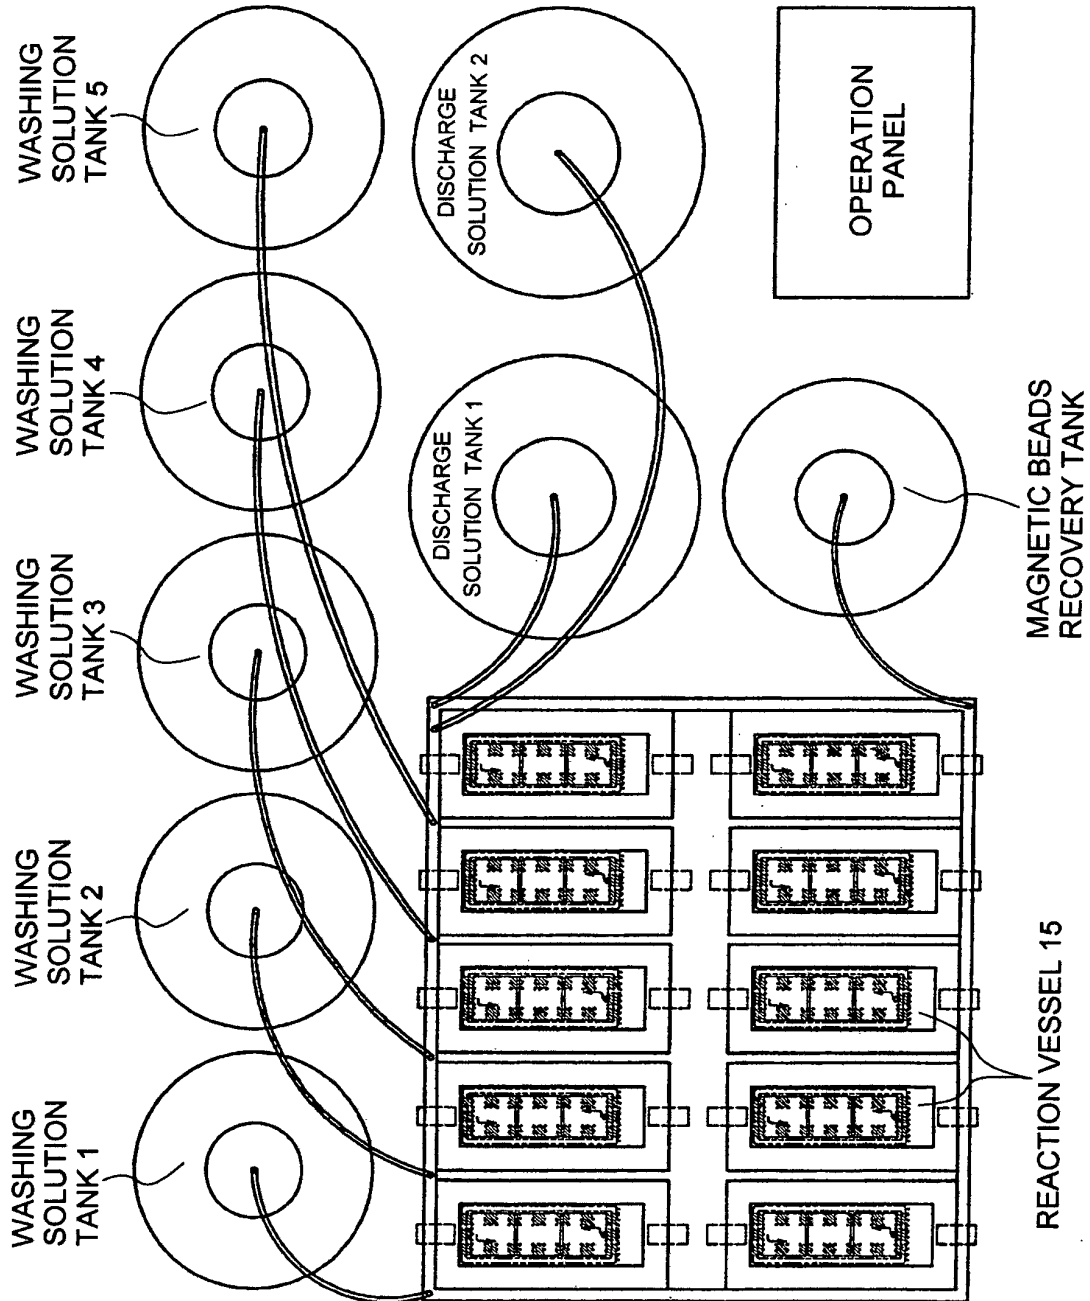 WASHING
SOLUTION
TANK 1
WASHING
SOLUTION
TANK 2
WASHING
SOLUTION
TANK 3
WASHING
SOLUTION
TANK 4
WASHING
SOLUTION
TANK 5
DISCHARGE
SOLUTION TANK 1
DISCHARGE
SOLUTION TANK 2
OPERATION
PANEL
REACTION VESSEL 15
MAGNETIC BEADS
RECOVERY TANK